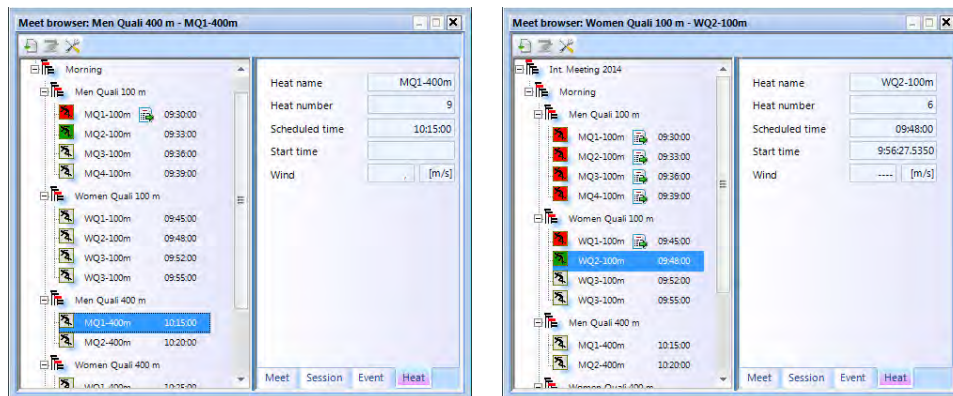 Meet browser: Men Quali 400 m - MQ1-400m
Morning
Men Quali 100 m
MQ1-100m 09:30:00
MQ2-100m 09:33:00
MQ3-100m 09:36:00
MQ4-100m 09:39:00
Women Quali 100 m
WQ1-100m 09:45:00
WQ2-100m 09:48:00
WQ3-100m 09:52:00
WQ3-100m 09:55:00
Men Quali 400 m
MQ1-400m 10:15:00
MQ2-400m 10:20:00
Women Quali 400 m
WQ1-400m 10:25:00
Heat name MQ1-400m
Heat number 9
Scheduled time 10:15:00
Start time
Wind . [m/s]
Meet Session Event Heat
Meet browser: Women Quali 100 m - WQ2-100m
Int. Meeting 2014
Morning
Men Quali 100 m
MQ1-100m 09:30:00
MQ2-100m 09:33:00
MQ3-100m 09:36:00
MQ4-100m 09:39:00
Women Quali 100 m
WQ1-100m 09:45:00
WQ2-100m 09:48:00
WQ3-100m 09:52:00
WQ3-100m 09:55:00
Men Quali 400 m
MQ1-400m 10:15:00
MQ2-400m 10:20:00
Women Quali 400 m
Heat name WQ2-100m
Heat number 6
Scheduled time 09:48:00
Start time 9:56:27.5350
Wind ---- [m/s]
Meet Session Event Heat